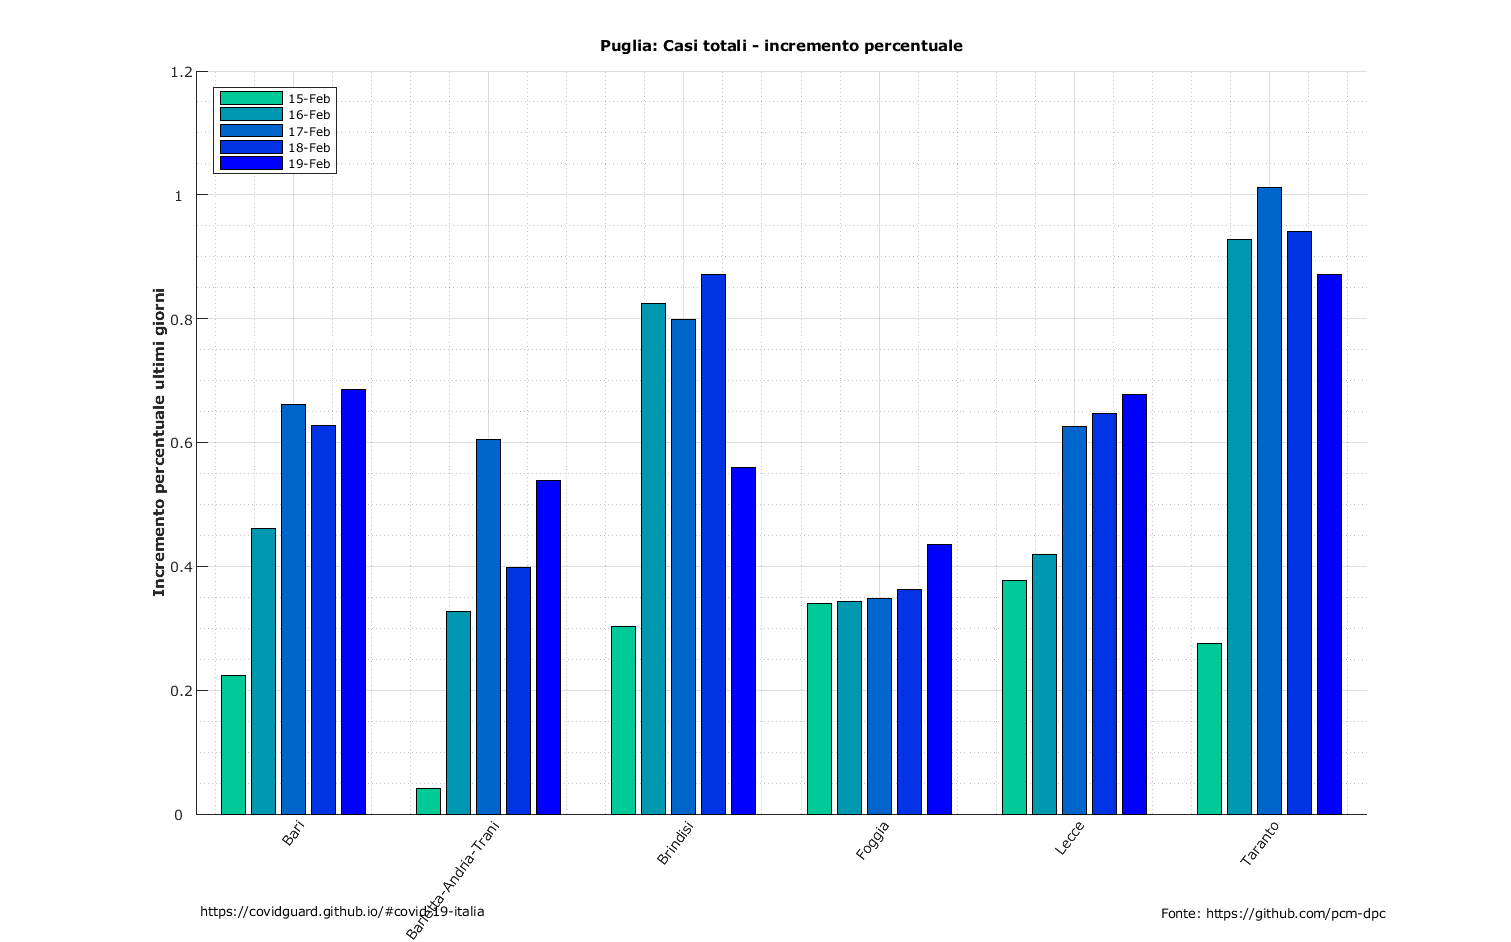 Puglia: Casi totali - incremento percentuale
15-Feb
16-Feb
17-Feb
18-Feb
19-Feb
Incremento percentuale ultimi giorni
1.2
1
0.8
0.6
0.4
0.2
0
Bari
Barletta-Andria-Trani
Brindisi
Foggia
Lecce
Taranto
https://covidguard.github.io/#covid-19-italia
Fonte: https://github.com/pcm-dpc